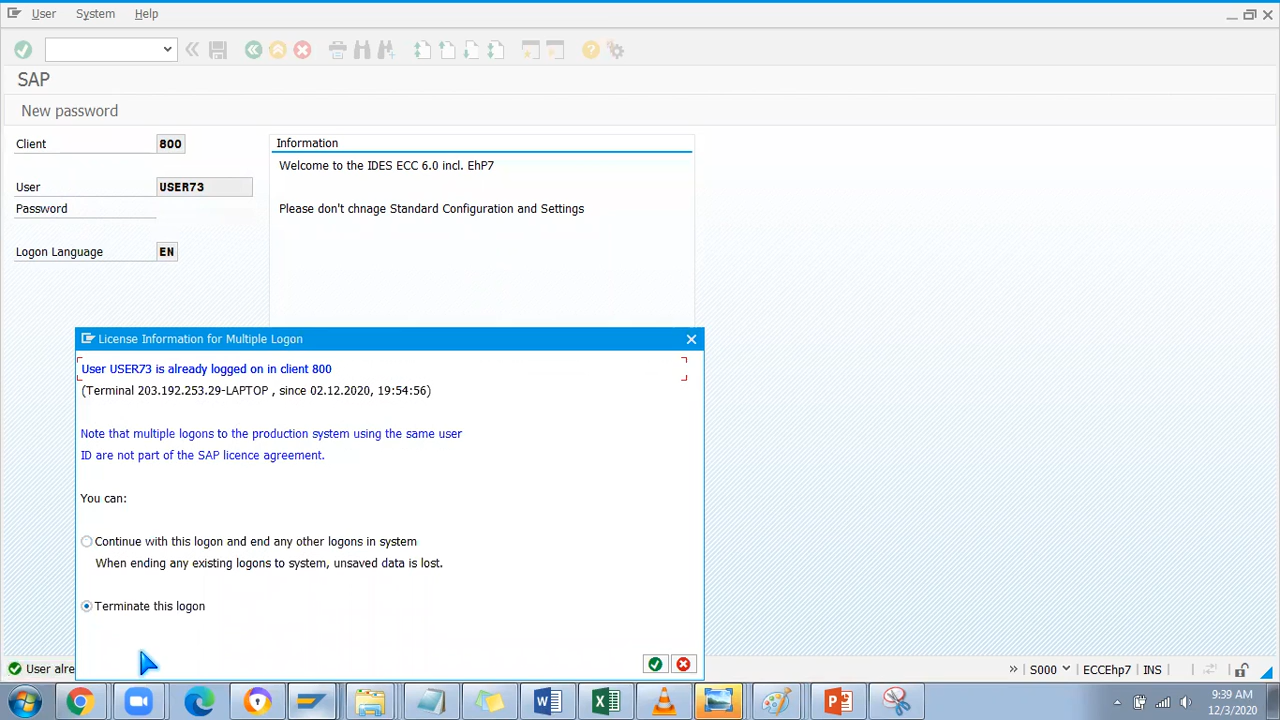 User System Help
SAP
New password
Client 800
User USER73
Password
Logon Language EN
Information
Welcome to the IDES ECC 6.0 incl. EhP7
Please don't chnage Standard Configuration and Settings
License Information for Multiple Logon
User USER73 is already logged on in client 800
(Terminal 203.192.253.29-LAPTOP , since 02.12.2020, 19:54:56)
Note that multiple logons to the production system using the same user
ID are not part of the SAP licence agreement.
You can:
Continue with this logon and end any other logons in system
When ending any existing logons to system, unsaved data is lost.
Terminate this logon
User alre
S000 ECCEhp7 INS
9:39 AM
12/3/2020